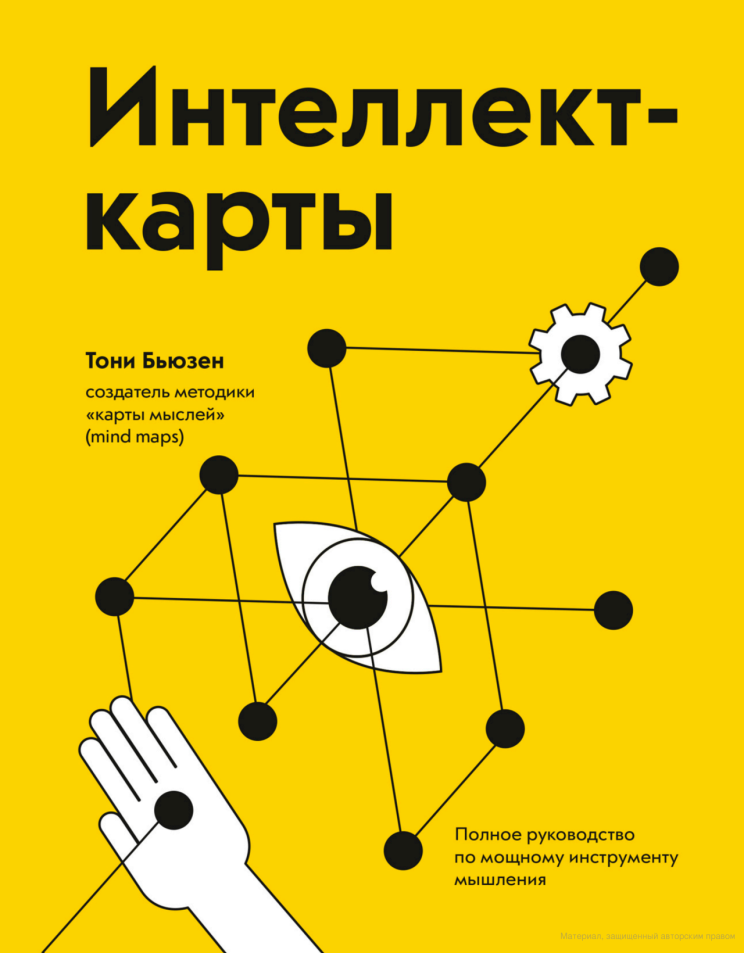 Интеллект-
карты
Тони Бьюзен
создатель методики
«карты мыслей»
(mind maps)
Полное руководство
по мощному инструменту
мышления
Материал, защищенный авторским правом